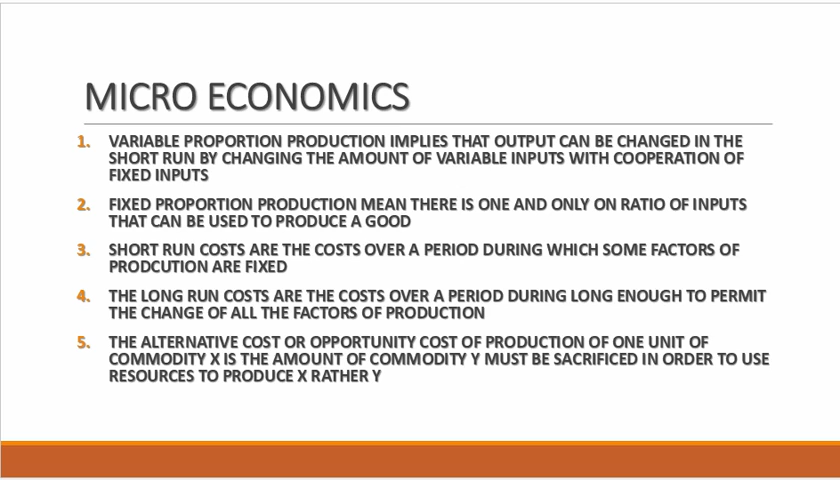 MICRO ECONOMICS
1. VARIABLE PROPORTION PRODUCTION IMPLIES THAT OUTPUT CAN BE CHANGED IN THE
SHORT RUN BY CHANGING THE AMOUNT OF VARIABLE INPUTS WITH COOPERATION OF
FIXED INPUTS
2. FIXED PROPORTION PRODUCTION MEAN THERE IS ONE AND ONLY ON RATIO OF INPUTS
THAT CAN BE USED TO PRODUCE A GOOD
3. SHORT RUN COSTS ARE THE COSTS OVER A PERIOD DURING WHICH SOME FACTORS OF
PRODCUTION ARE FIXED
4. THE LONG RUN COSTS ARE THE COSTS OVER A PERIOD DURING LONG ENOUGH TO PERMIT
THE CHANGE OF ALL THE FACTORS OF PRODUCTION
5. THE ALTERNATIVE COST OR OPPORTUNITY COST OF PRODUCTION OF ONE UNIT OF
COMMODITY X IS THE AMOUNT OF COMMODITY Y MUST BE SACRIFICED IN ORDER TO USE
RESOURCES TO PRODUCE X RATHER Y